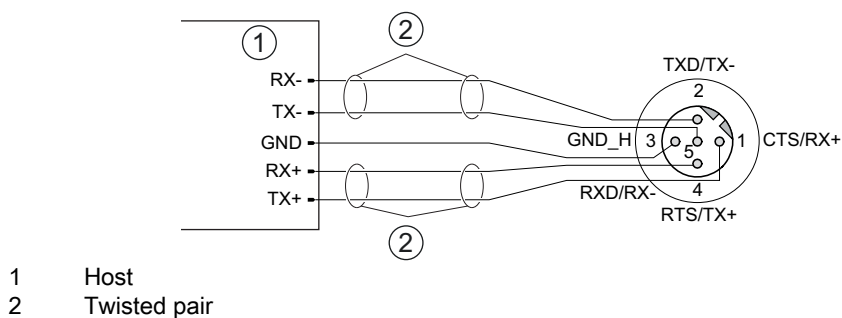 1
2
TXD/TX-
RX-
2
TX-
GND
GND_H
3
5
1
CTS/RX+
RX+
TX+
RXD/RX-
4
RTS/TX+
2
1 Host
2 Twisted pair